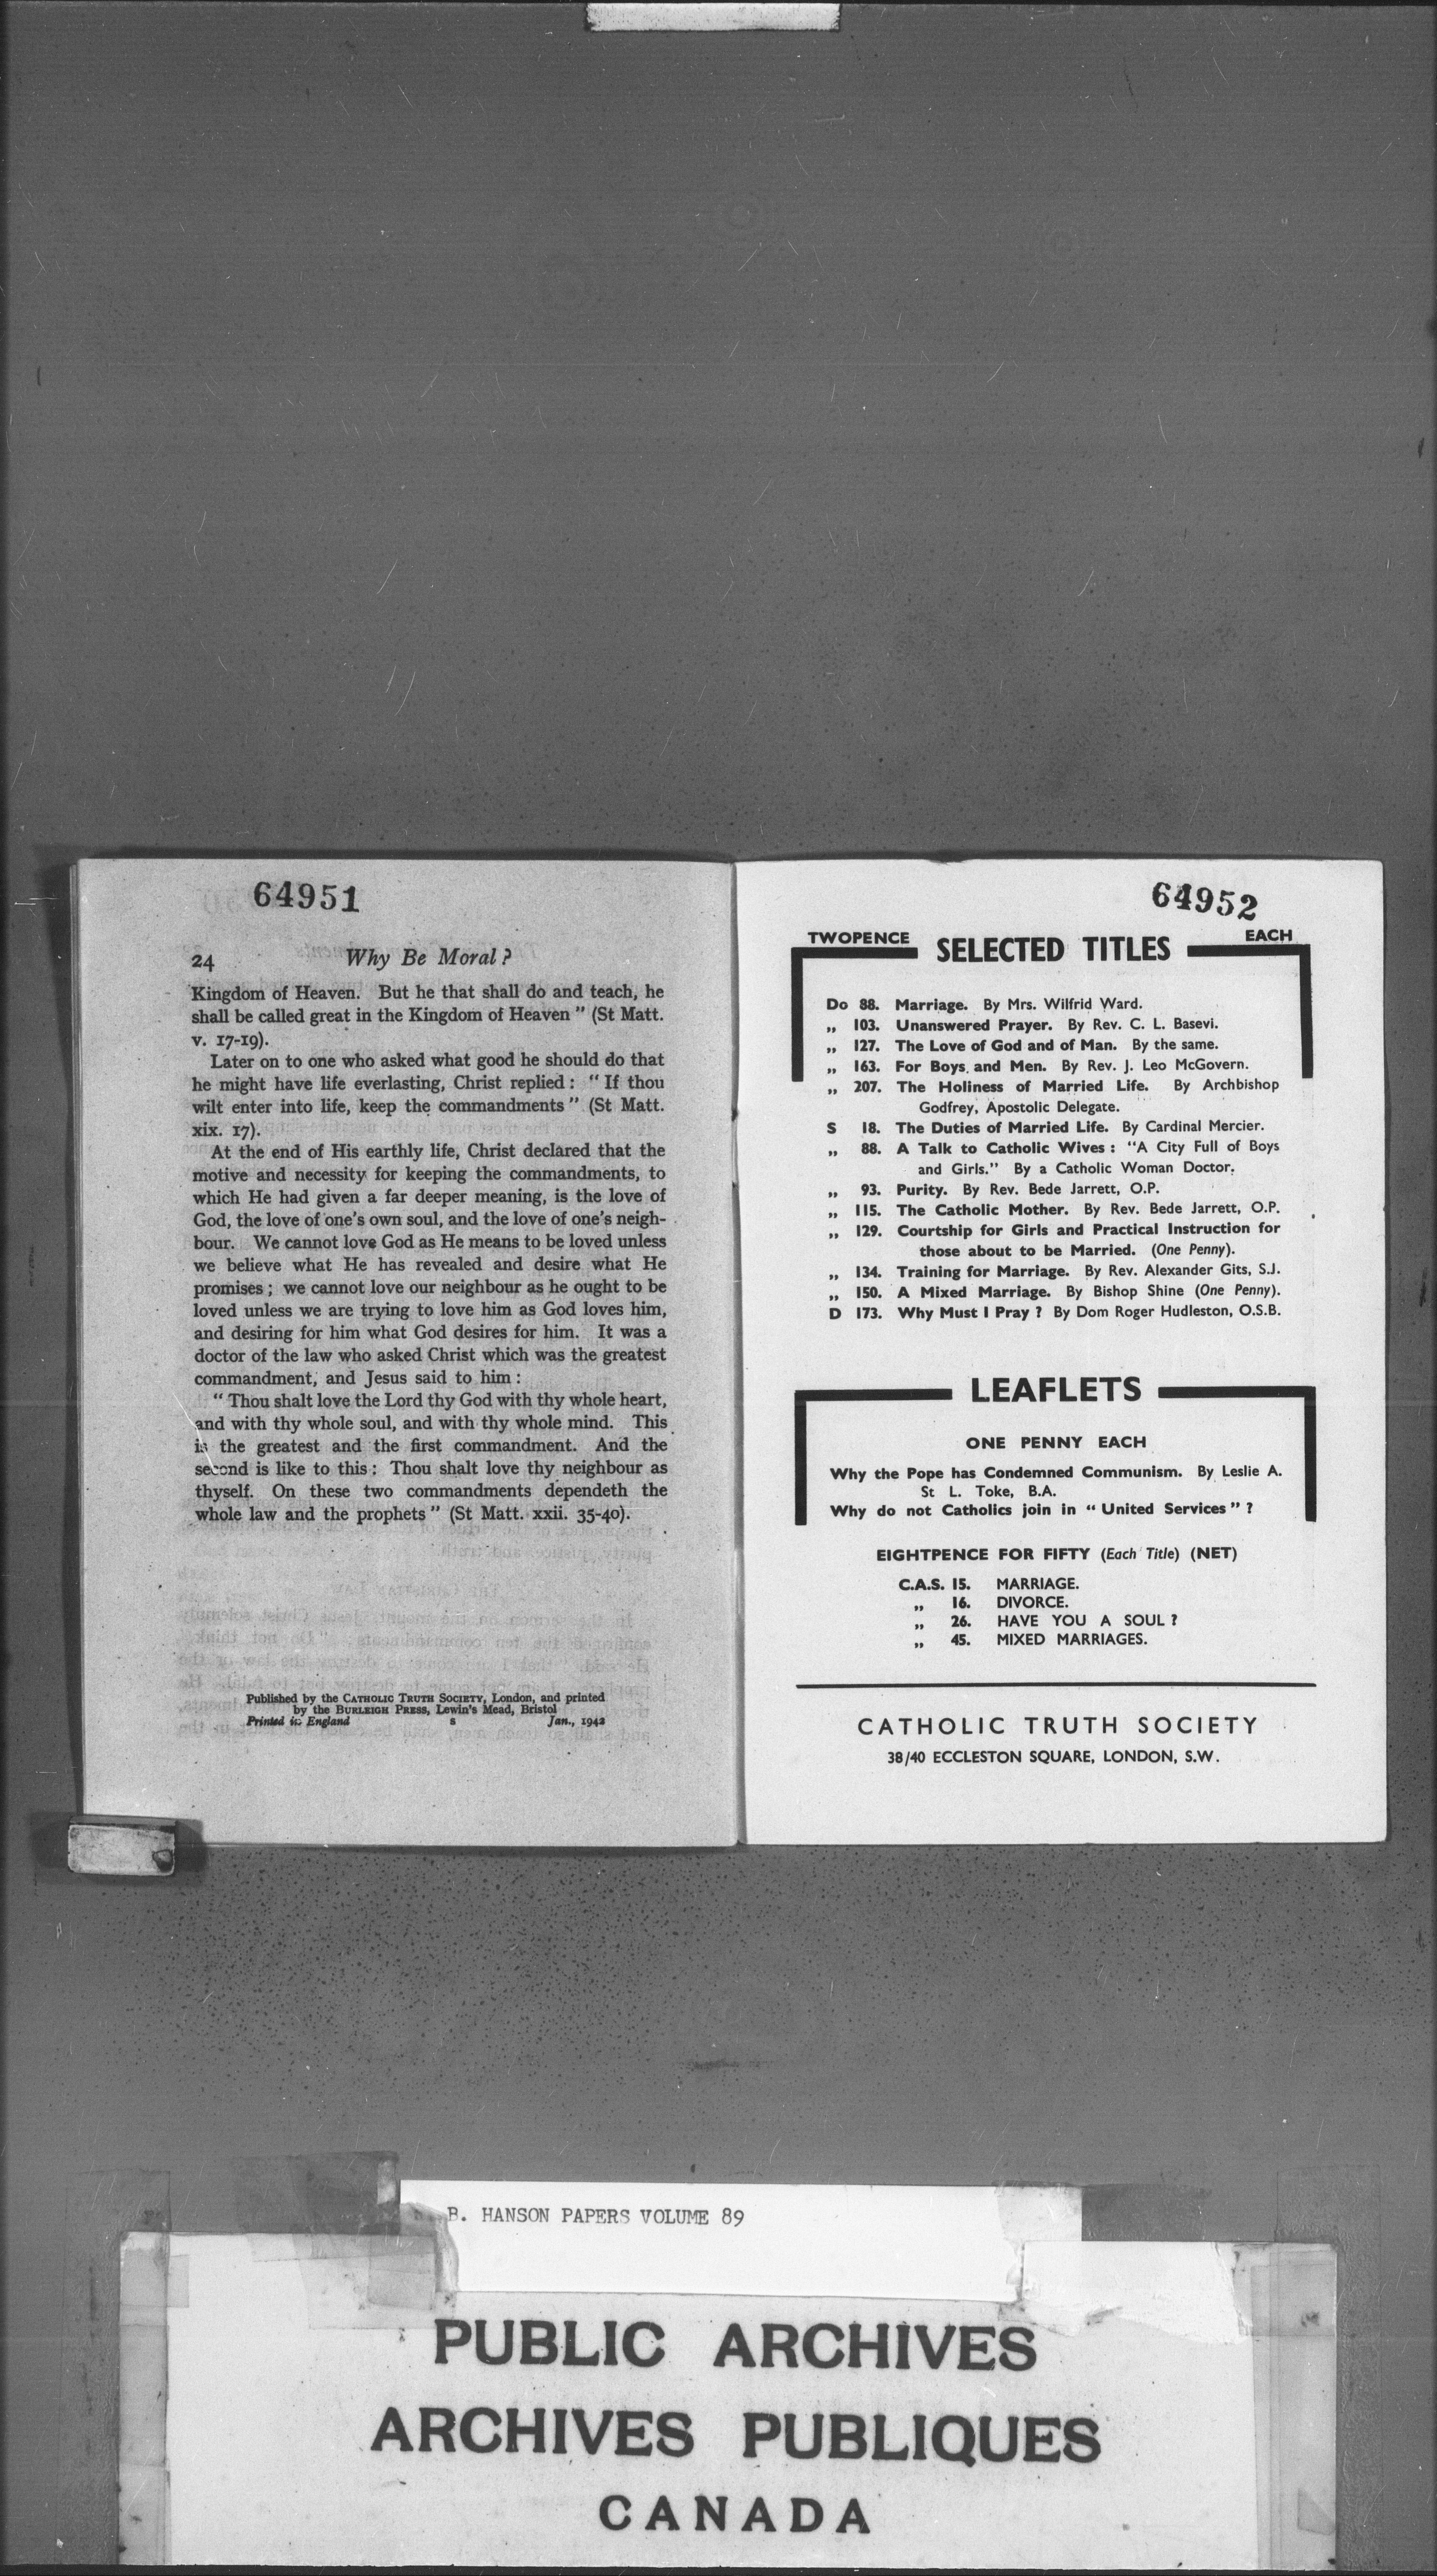 64951
24 Why Be Moral?
Kingdom of Heaven. But he that shall do and teach, he
shall be called great in the Kingdom of Heaven " (St Matt.
v. 17-19).
Later on to one who asked what good he should do that
he might have life everlasting, Christ replied : " If thou
wilt enter into life, keep the commandments " (St Matt.
xix. 17).
At the end of His earthly life, Christ declared that the
motive and necessity for keeping the commandments, to
which He had given a far deeper meaning, is the love of
God, the love of one's own soul, and the love of one's neigh-
bour. We cannot love God as He means to be loved unless
we believe what He has revealed and desire what He
promises ; we cannot love our neighbour as he ought to be
loved unless we are trying to love him as God loves him,
and desiring for him what God desires for him. It was a
doctor of the law who asked Christ which was the greatest
commandment, and Jesus said to him :
" Thou shalt love the Lord thy God with thy whole heart,
and with thy whole soul, and with thy whole mind. This
is the greatest and the first commandment. And the
second is like to this : Thou shalt love thy neighbour as
thyself. On these two commandments dependeth the
whole law and the prophets " (St Matt. xxii. 35-40).
Published by the CATHOLIC TRUTH SOCIETY, London, and printed
by the BURLEIGH PRESS, Lewin's Mead, Bristol
Printed in England s Jan., 1942
64952
TWOPENCE SELECTED TITLES EACH
Do 88. Marriage. By Mrs. Wilfrid Ward.
„ 103. Unanswered Prayer. By Rev. C. L. Basevi.
„ 127. The Love of God and of Man. By the same.
„ 163. For Boys and Men. By Rev. J. Leo McGovern.
„ 207. The Holiness of Married Life. By Archbishop
Godfrey, Apostolic Delegate.
S 18. The Duties of Married Life. By Cardinal Mercier.
„ 88. A Talk to Catholic Wives : "A City Full of Boys
and Girls." By a Catholic Woman Doctor.
„ 93. Purity. By Rev. Bede Jarrett, O.P.
„ 115. The Catholic Mother. By Rev. Bede Jarrett, O.P.
„ 129. Courtship for Girls and Practical Instruction for
those about to be Married. (One Penny).
„ 134. Training for Marriage. By Rev. Alexander Gits, S.J.
„ 150. A Mixed Marriage. By Bishop Shine (One Penny).
D 173. Why Must I Pray ? By Dom Roger Hudleston, O.S.B.
LEAFLETS
ONE PENNY EACH
Why the Pope has Condemned Communism. By Leslie A.
St L. Toke, B.A.
Why do not Catholics join in " United Services " ?
EIGHTPENCE FOR FIFTY (Each Title) (NET)
C.A.S. 15. MARRIAGE.
„ 16. DIVORCE.
„ 26. HAVE YOU A SOUL ?
„ 45. MIXED MARRIAGES.
CATHOLIC TRUTH SOCIETY
38/40 ECCLESTON SQUARE, LONDON, S.W.
B. HANSON PAPERS VOLUME 89
PUBLIC ARCHIVES
ARCHIVES PUBLIQUES
CANADA